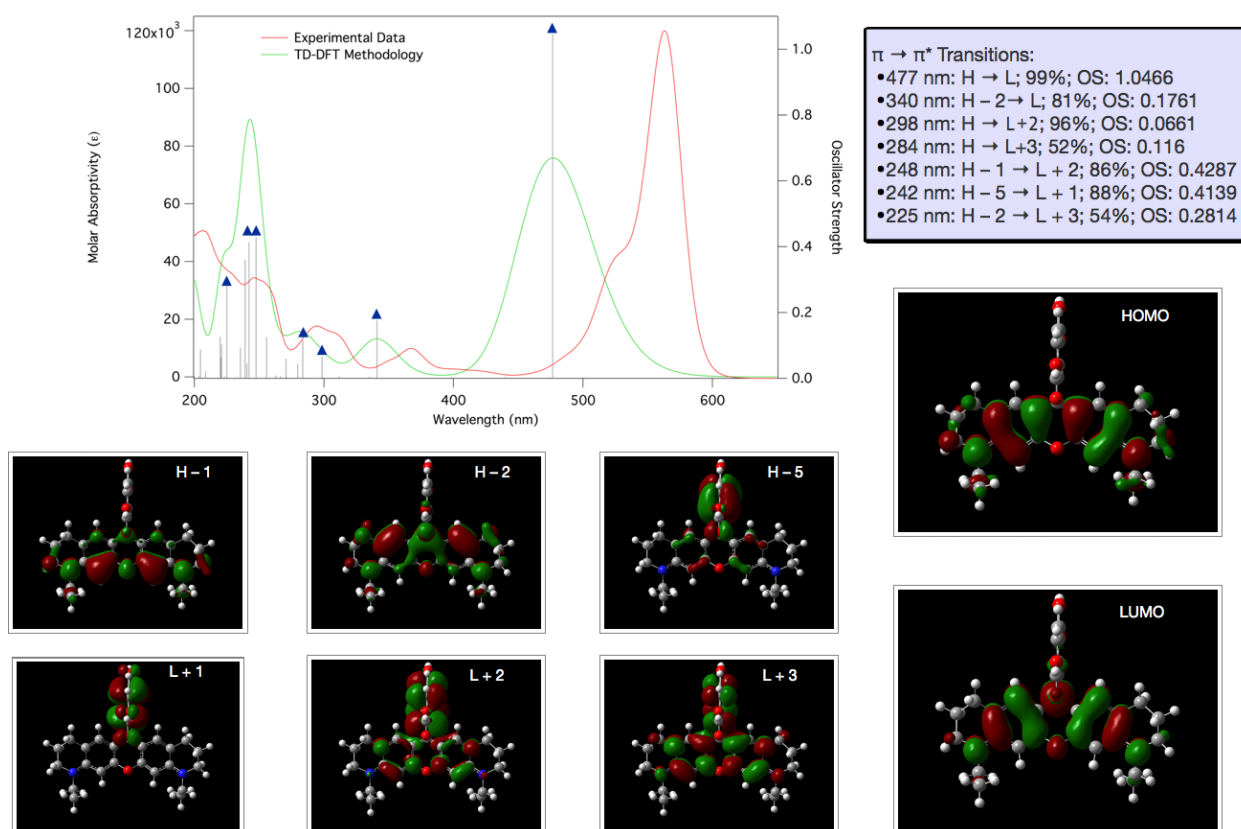 120x10³
100
80
60
40
20
0
Molar Absorptivity (ε)
Experimental Data
TD-DFT Methodology
1.0
0.8
0.6
0.4
0.2
0.0
Oscillator Strength
200
300
400
500
600
Wavelength (nm)
π → π* Transitions:
•477 nm: H → L; 99%; OS: 1.0466
•340 nm: H – 2→ L; 81%; OS: 0.1761
•298 nm: H → L+2; 96%; OS: 0.0661
•284 nm: H → L+3; 52%; OS: 0.116
•248 nm: H – 1 → L + 2; 86%; OS: 0.4287
•242 nm: H – 5 → L + 1; 88%; OS: 0.4139
•225 nm: H – 2 → L + 3; 54%; OS: 0.2814
HOMO
H – 1
H – 2
H – 5
LUMO
L + 1
L + 2
L + 3